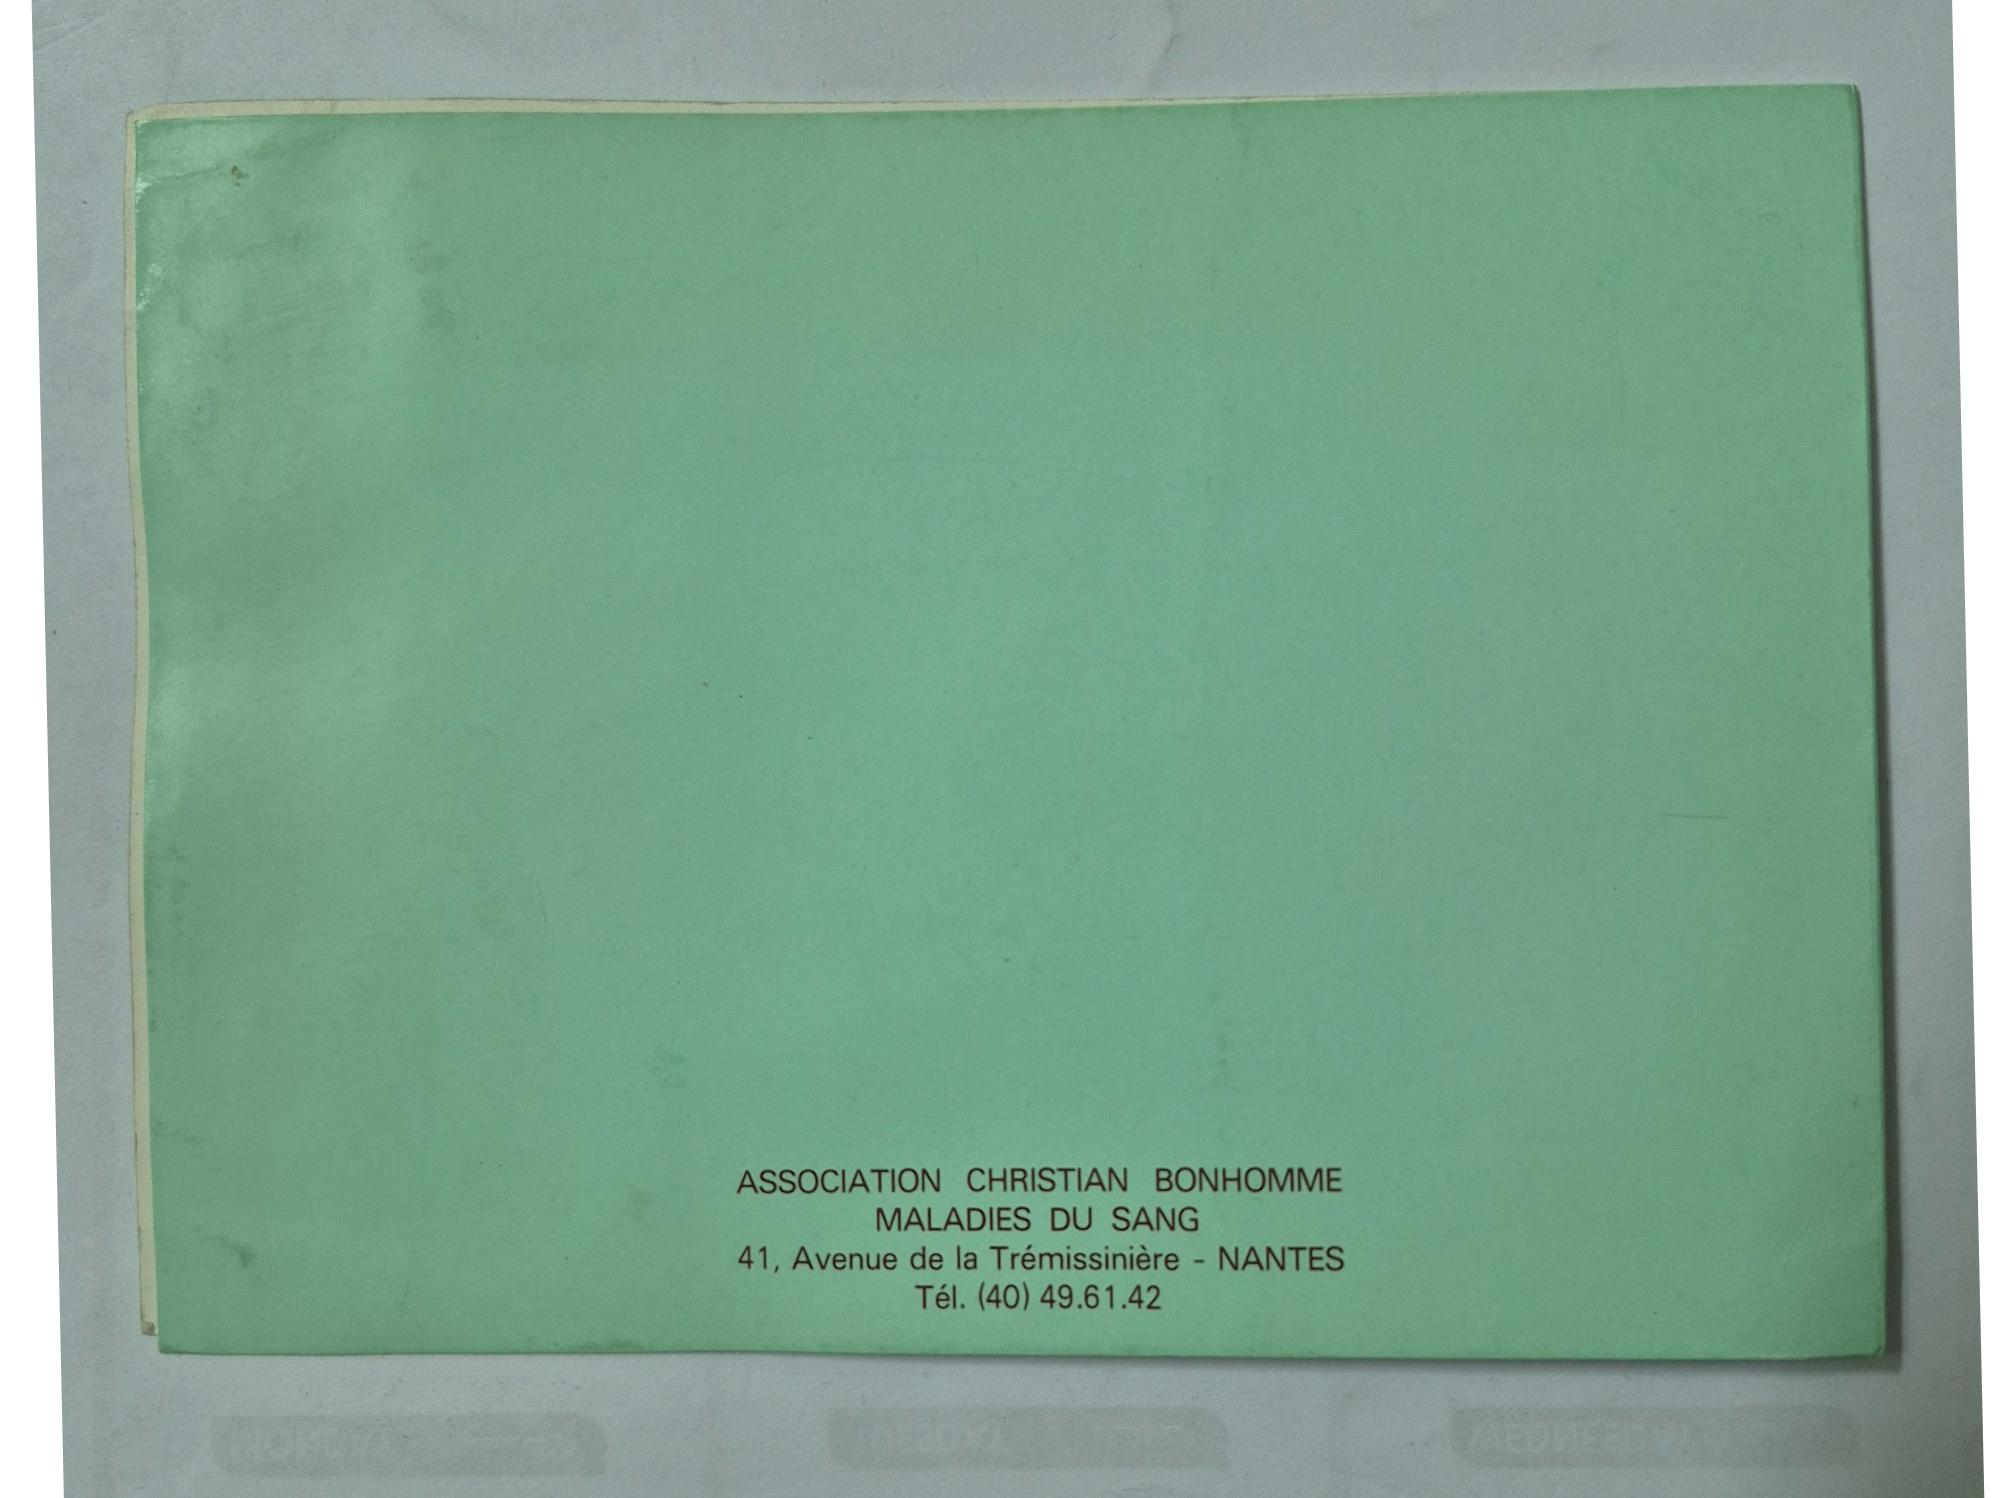 ASSOCIATION CHRISTIAN BONHOMME
MALADIES DU SANG
41, Avenue de la Trémissinière - NANTES
Tél. (40) 49.61.42